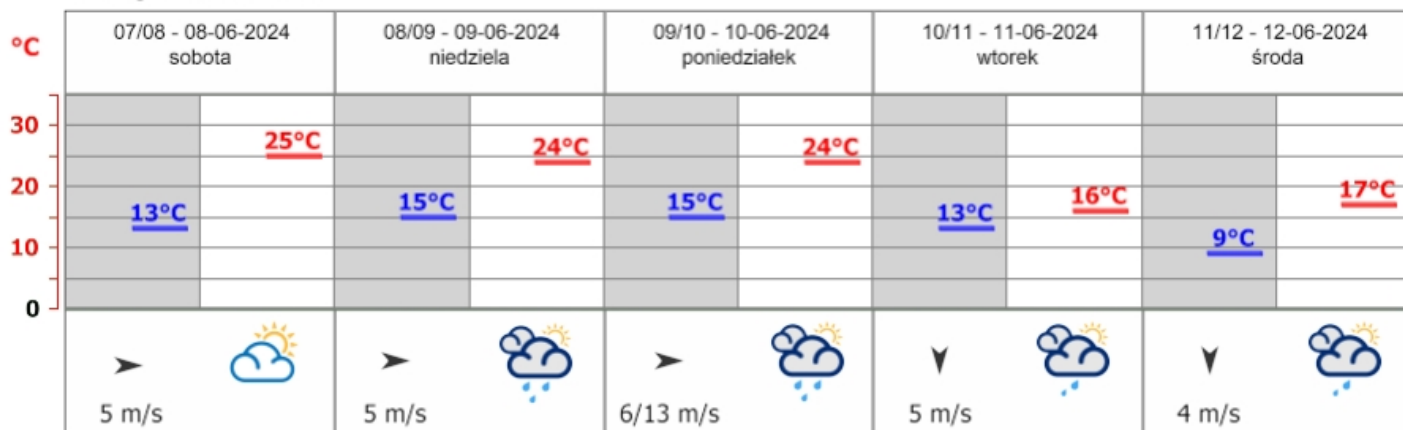 07/08 - 08-06-2024
sobota
08/09 - 09-06-2024
niedziela
09/10 - 10-06-2024
poniedziałek
10/11 - 11-06-2024
wtorek
11/12 - 12-06-2024
środa
°C
30
20
10
0
13°C
25°C
15°C
24°C
15°C
24°C
13°C
16°C
9°C
17°C
5 m/s
5 m/s
6/13 m/s
5 m/s
4 m/s